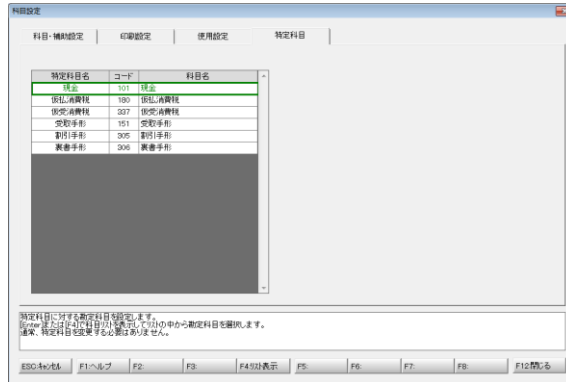 科目設定
科目・補助設定 印刷設定 使用設定 特定科目
特定科目名 コード 科目名
現金 101 現金
仮払消費税 180 仮払消費税
仮受消費税 337 仮受消費税
受取手形 151 受取手形
割引手形 305 割引手形
裏書手形 306 裏書手形
特定科目に対する勘定科目を設定します。
[Enter]または[F4]で科目リストを表示してリストの中から勘定科目を選択します。
通常、特定科目を変更する必要はありません。
ESC:キャンセル F1:ヘルプ F2: F3: F4:リスト表示 F5: F6: F7: F8: F12:閉じる